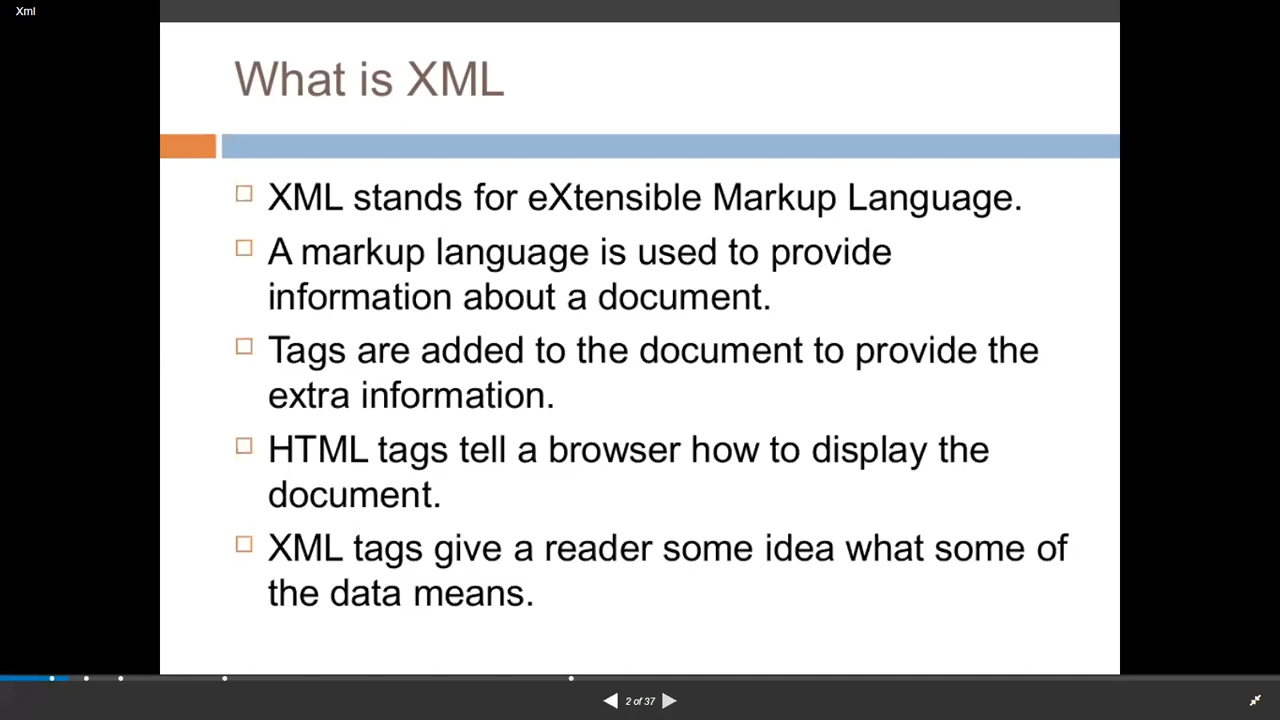 Xml
What is XML
XML stands for eXtensible Markup Language.
A markup language is used to provide
information about a document.
Tags are added to the document to provide the
extra information.
HTML tags tell a browser how to display the
document.
XML tags give a reader some idea what some of
the data means.
2 of 37